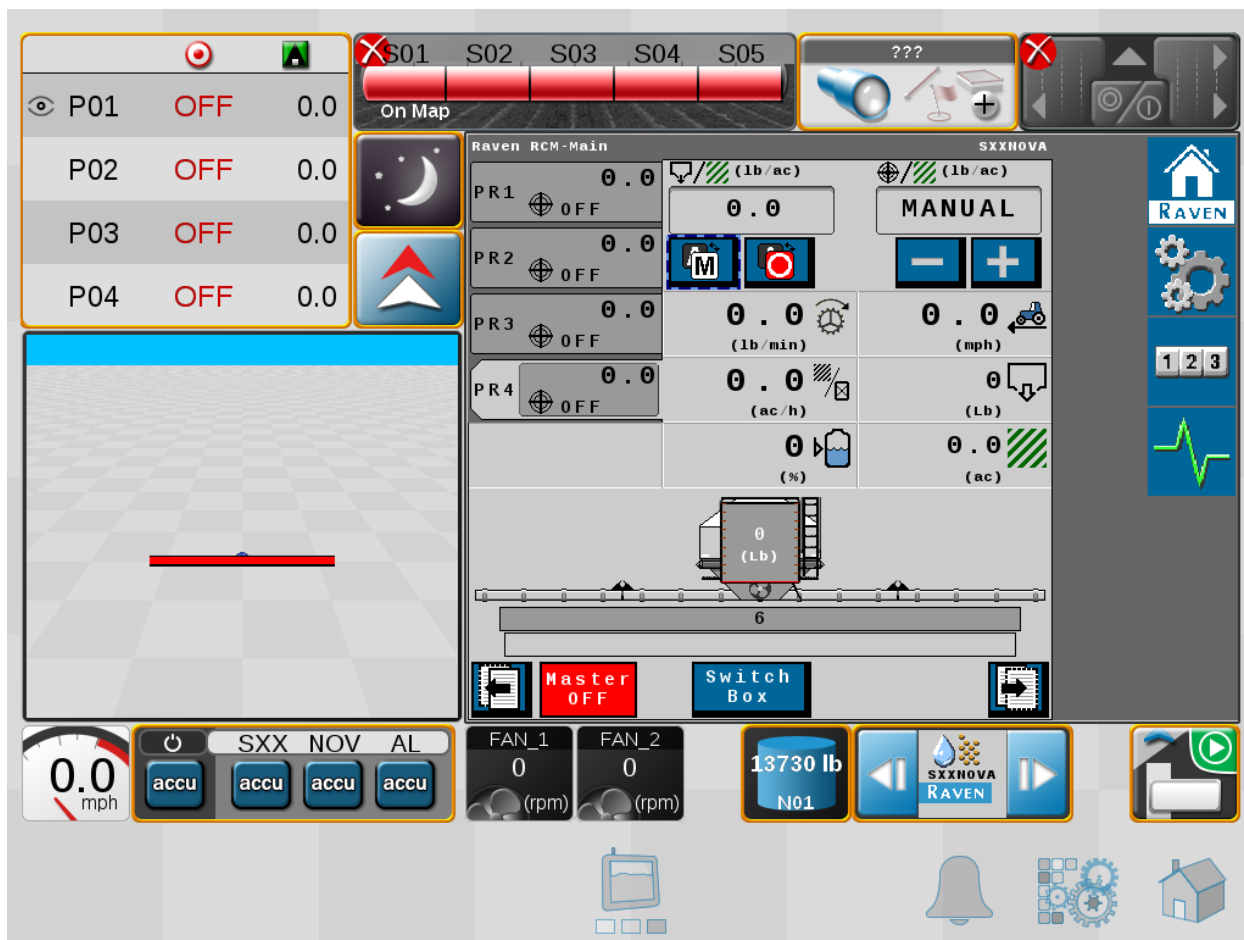 S01 S02 S03 S04 S05
On Map
???
P01 OFF 0.0
P02 OFF 0.0
P03 OFF 0.0
P04 OFF 0.0
Raven RCM-Main SXXNOVA
PR1 0.0
OFF
PR2 0.0
OFF
PR3 0.0
OFF
PR4 0.0
OFF
(lb/ac) (lb/ac)
0.0 MANUAL
M
0.0 0.0
(lb/min) (mph)
0.0 0
(ac/h) (Lb)
0 0.0
(%) (ac)
0
(Lb)
6
Master
OFF
Switch
Box
RAVEN
1 2 3
0.0
mph
SXX NOV AL
accu accu accu accu
FAN_1 FAN_2
0 0
(rpm) (rpm)
13730 lb
N01
SXXNOVA
RAVEN